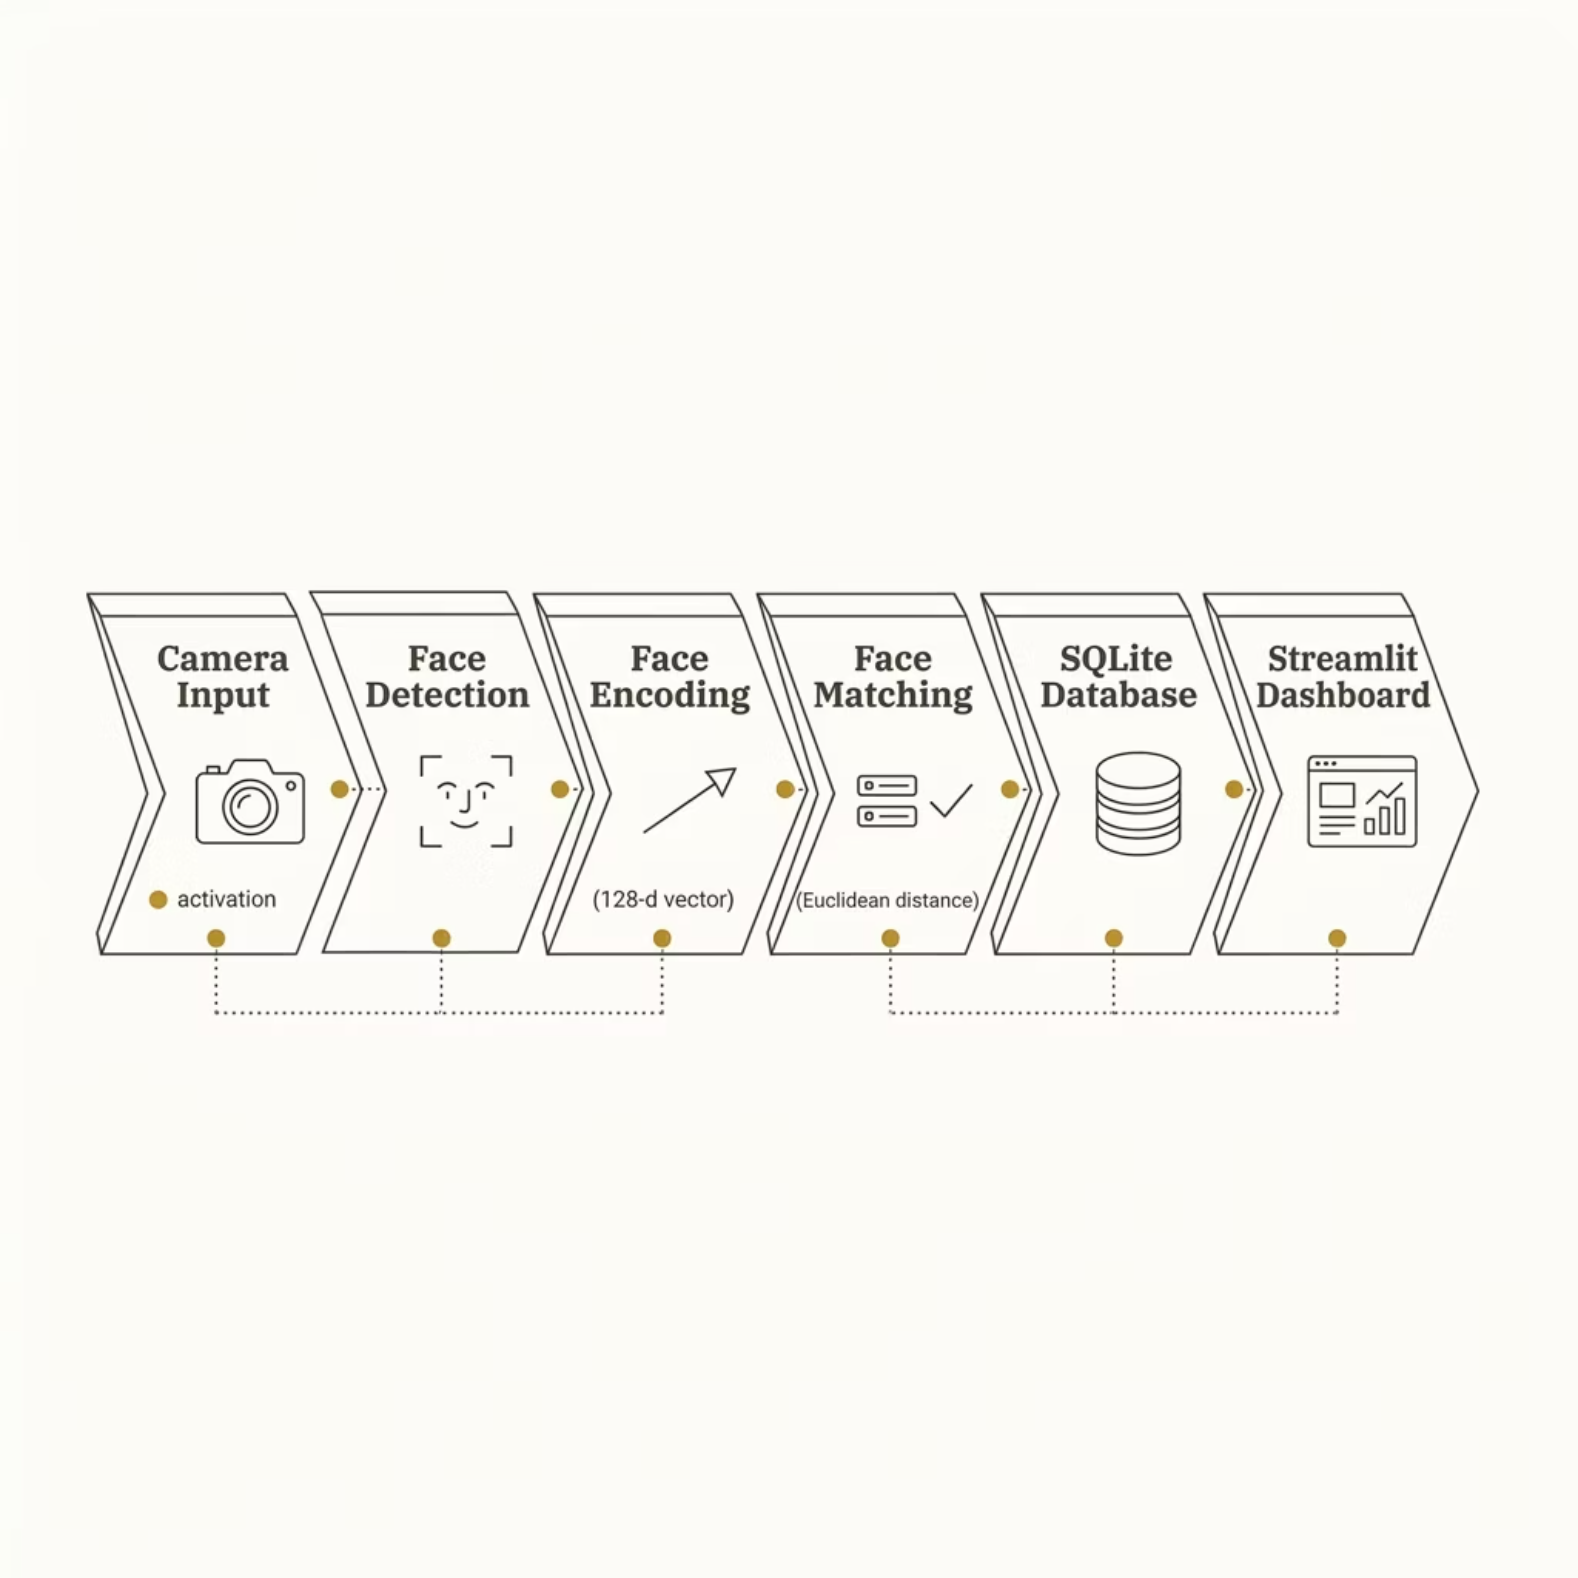 Camera
Input
Face
Detection
Face
Encoding
Face
Matching
SQLite
Database
Streamlit
Dashboard
activation
(128-d vector)
(Euclidean distance)